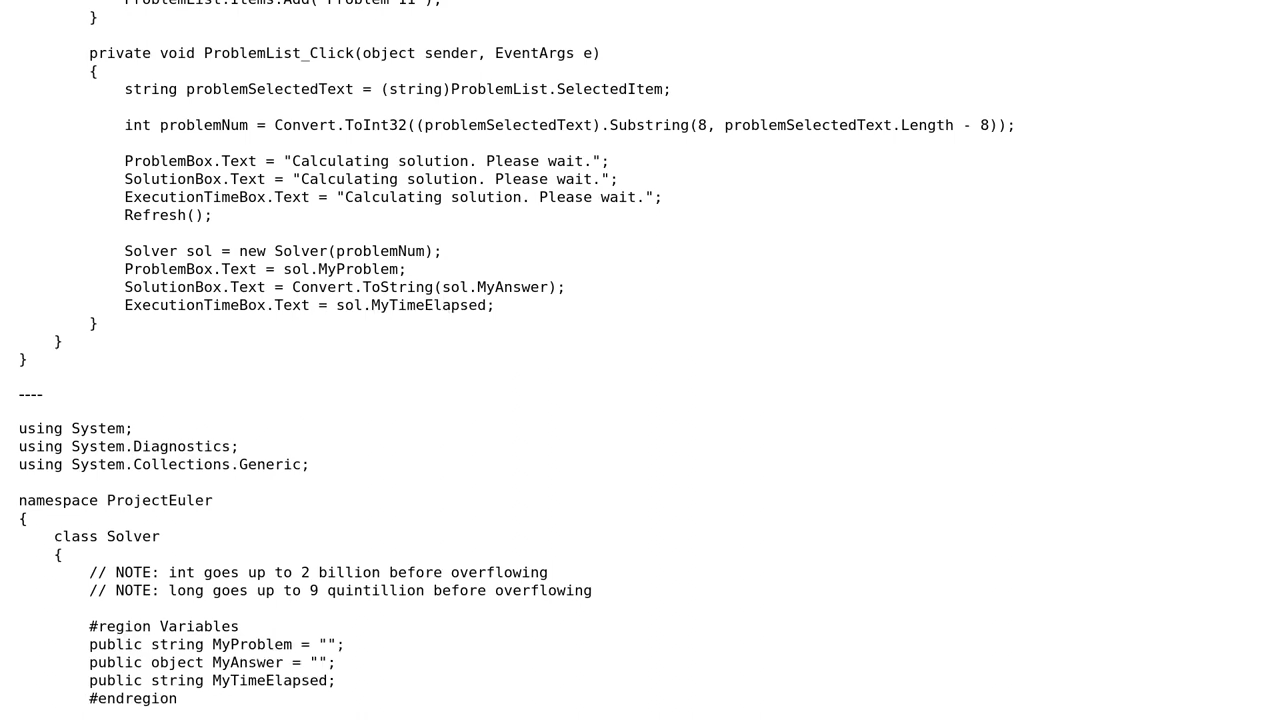 ProblemList.Items.Add("Problem 11");
        }

        private void ProblemList_Click(object sender, EventArgs e)
        {
            string problemSelectedText = (string)ProblemList.SelectedItem;

            int problemNum = Convert.ToInt32((problemSelectedText).Substring(8, problemSelectedText.Length - 8));

            ProblemBox.Text = "Calculating solution. Please wait.";
            SolutionBox.Text = "Calculating solution. Please wait.";
            ExecutionTimeBox.Text = "Calculating solution. Please wait.";
            Refresh();

            Solver sol = new Solver(problemNum);
            ProblemBox.Text = sol.MyProblem;
            SolutionBox.Text = Convert.ToString(sol.MyAnswer);
            ExecutionTimeBox.Text = sol.MyTimeElapsed;
        }
    }
}

----

using System;
using System.Diagnostics;
using System.Collections.Generic;

namespace ProjectEuler
{
    class Solver
    {
        // NOTE: int goes up to 2 billion before overflowing
        // NOTE: long goes up to 9 quintillion before overflowing

        #region Variables
        public string MyProblem = "";
        public object MyAnswer = "";
        public string MyTimeElapsed;
        #endregion